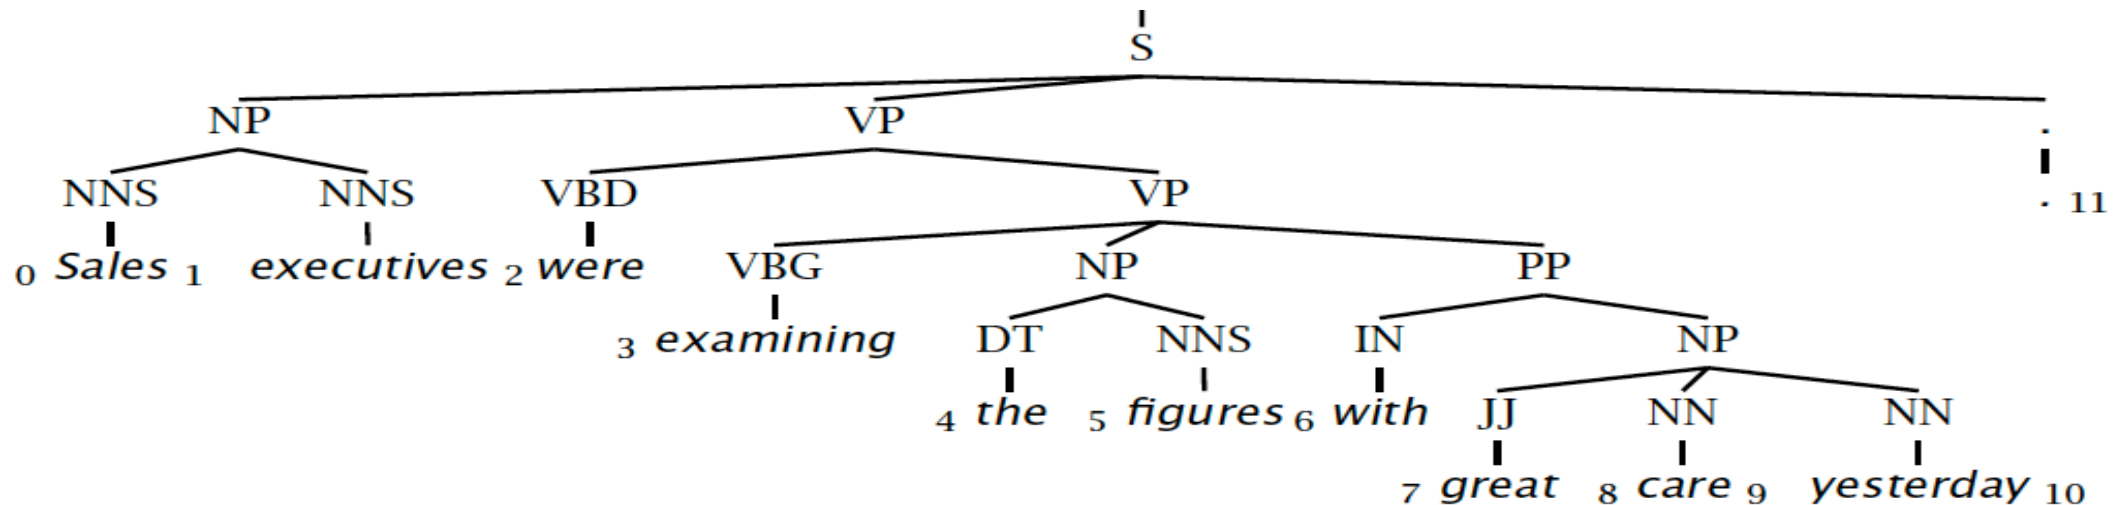 S
NP VP .
NNS NNS VBD VP . 11
0 Sales 1 executives 2 were VBG NP PP
3 examining DT NNS IN NP
4 the 5 figures 6 with JJ NN NN
7 great 8 care 9 yesterday 10